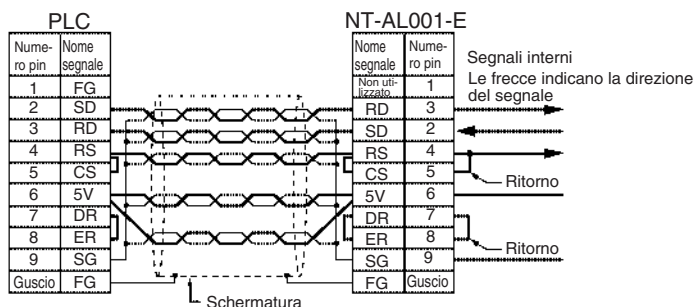 PLC
NT-AL001-E
Nume-
ro pin
Nome
segnale
1 FG
2 SD
3 RD
4 RS
5 CS
6 5V
7 DR
8 ER
9 SG
Guscio FG
Nome
segnale
Nume-
ro pin
Non uti-
lizzato 1
RD 3
SD 2
RS 4
CS 5
5V 6
DR 7
ER 8
SG 9
FG Guscio
Segnali interni
Le frecce indicano la direzione
del segnale
Ritorno
Ritorno
Schermatura